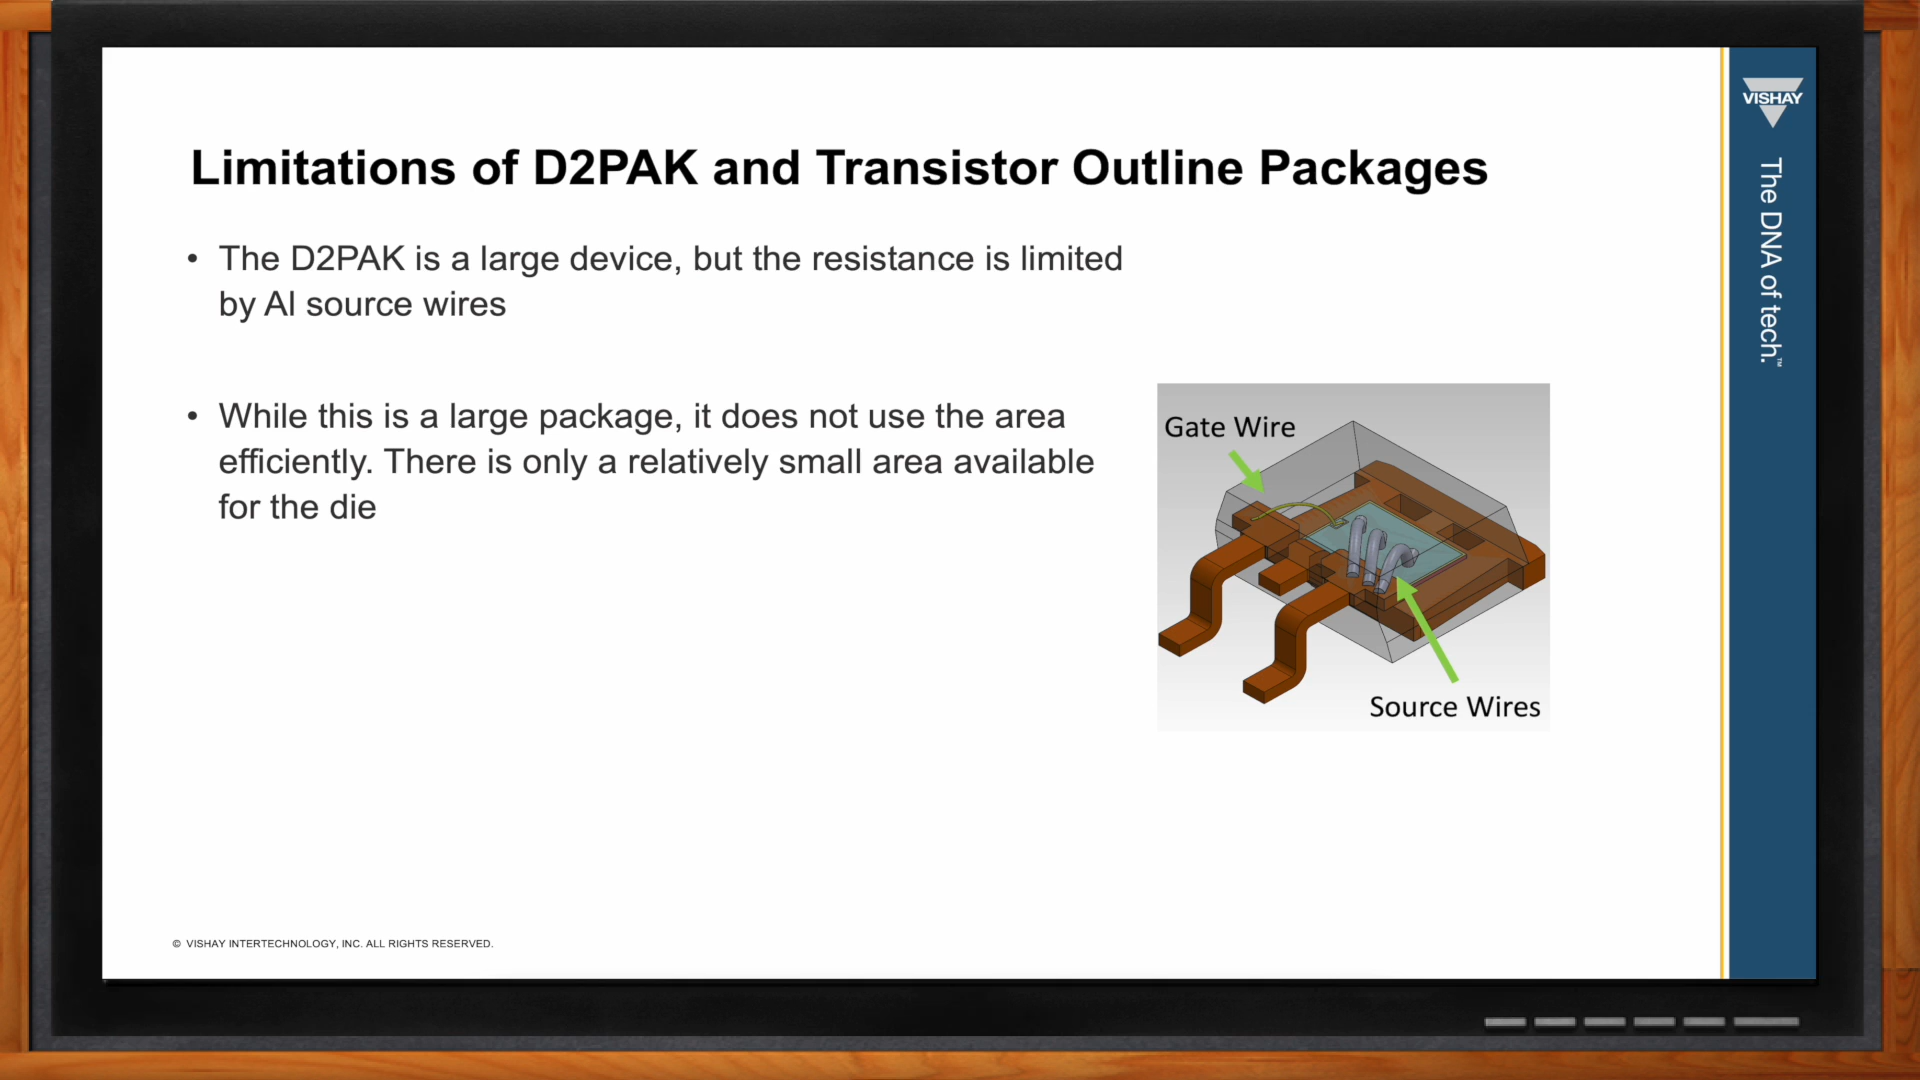 Limitations of D2PAK and Transistor Outline Packages
• The D2PAK is a large device, but the resistance is limited
by Al source wires
• While this is a large package, it does not use the area
efficiently. There is only a relatively small area available
for the die
Gate Wire
Source Wires
© VISHAY INTERTECHNOLOGY, INC. ALL RIGHTS RESERVED.
VISHAY
The DNA of tech.™